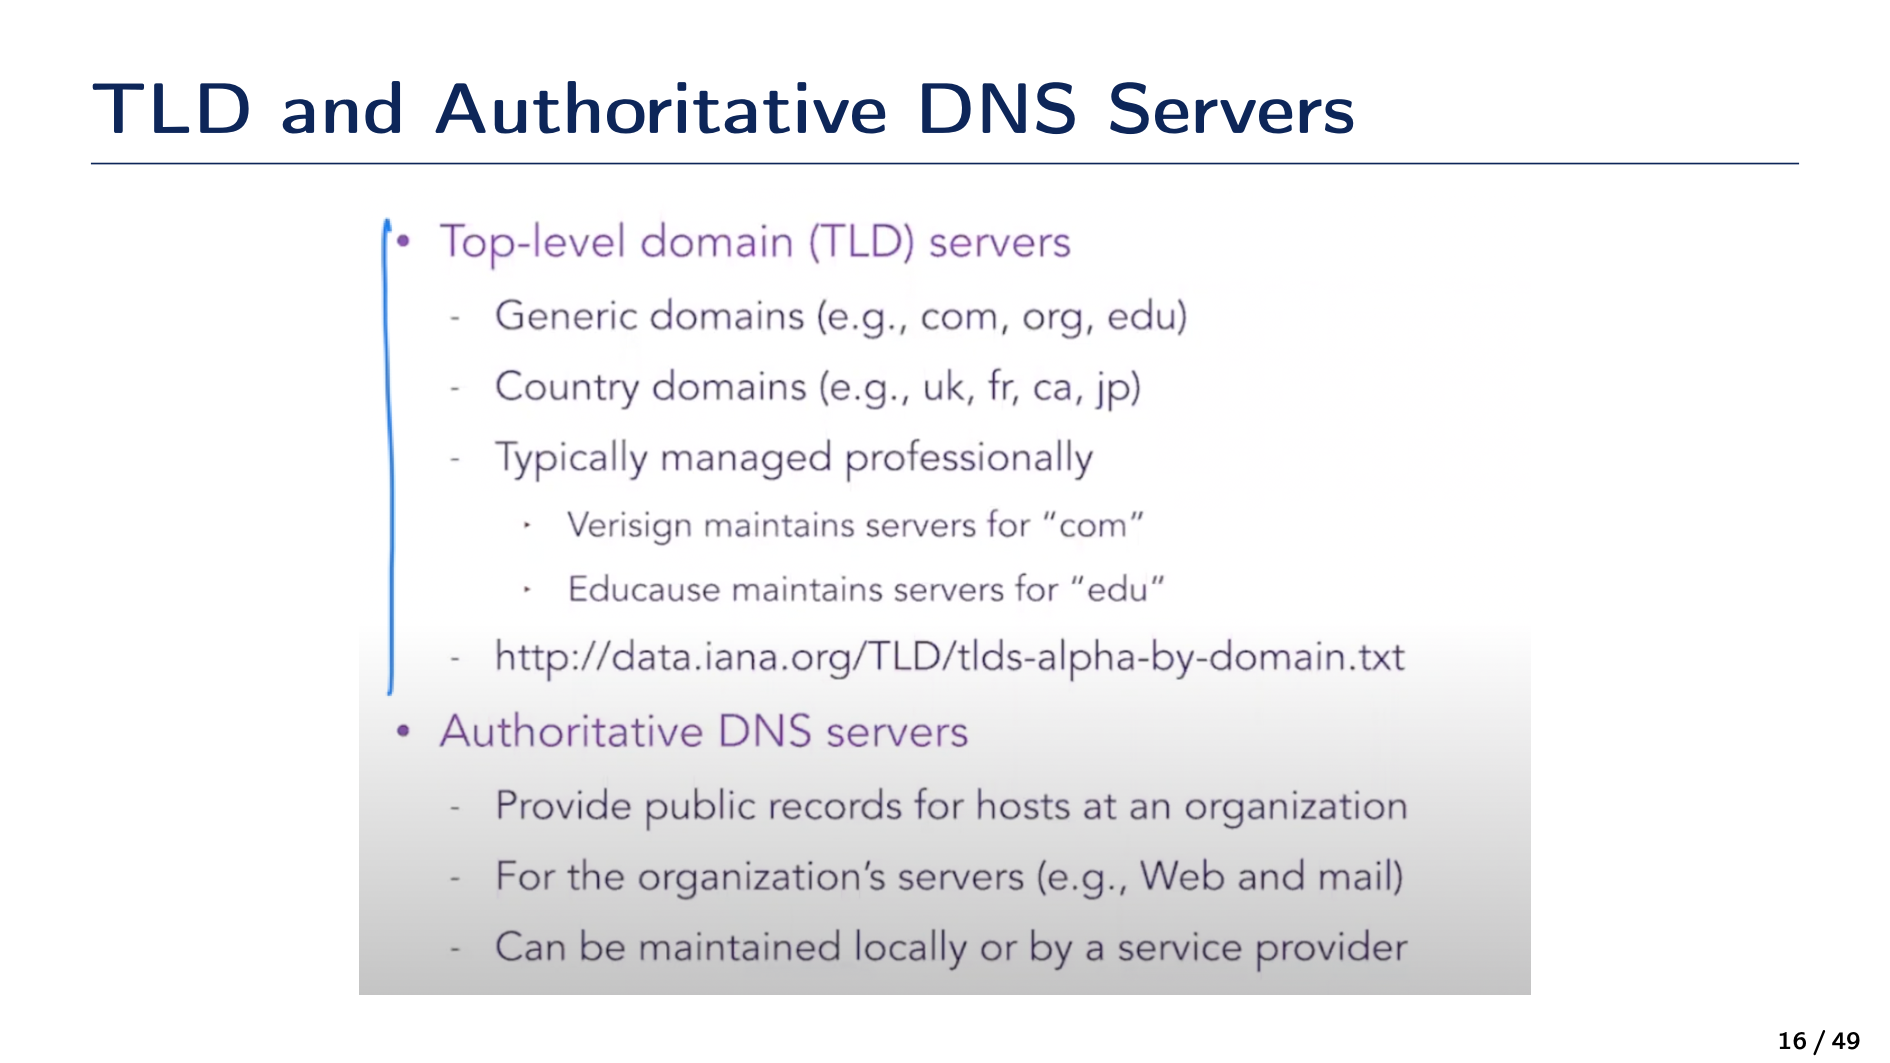 TLD and Authoritative DNS Servers
• Top-level domain (TLD) servers
- Generic domains (e.g., com, org, edu)
- Country domains (e.g., uk, fr, ca, jp)
- Typically managed professionally
‣ Verisign maintains servers for “com”
‣ Educause maintains servers for “edu”
- http://data.iana.org/TLD/tlds-alpha-by-domain.txt
• Authoritative DNS servers
- Provide public records for hosts at an organization
- For the organization’s servers (e.g., Web and mail)
- Can be maintained locally or by a service provider
16 / 49